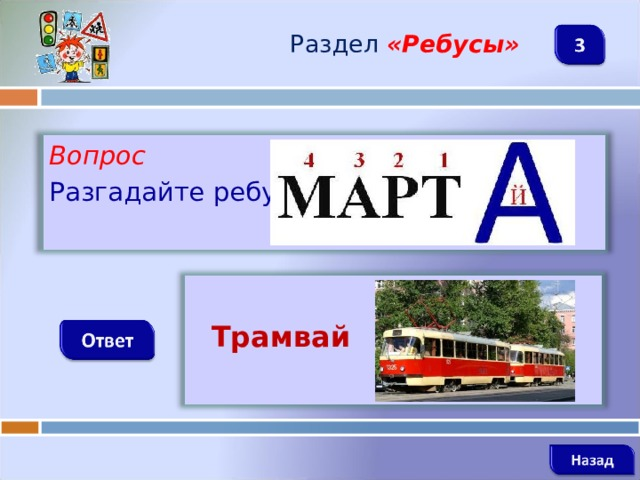 Раздел «Ребусы»
3
Вопрос
Разгадайте ребу
4 3 2 1
МАРТ А
Й
Ответ
Трамвай
Назад